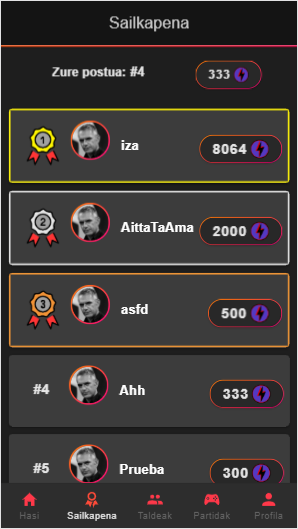 Sailkapena
Zure postua: #4 333
1 iza 8064
2 AittaTaAma 2000
3 asfd 500
#4 Ahh 333
#5 Prueba 300
Hasi Sailkapena Taldeak Partidak Profila